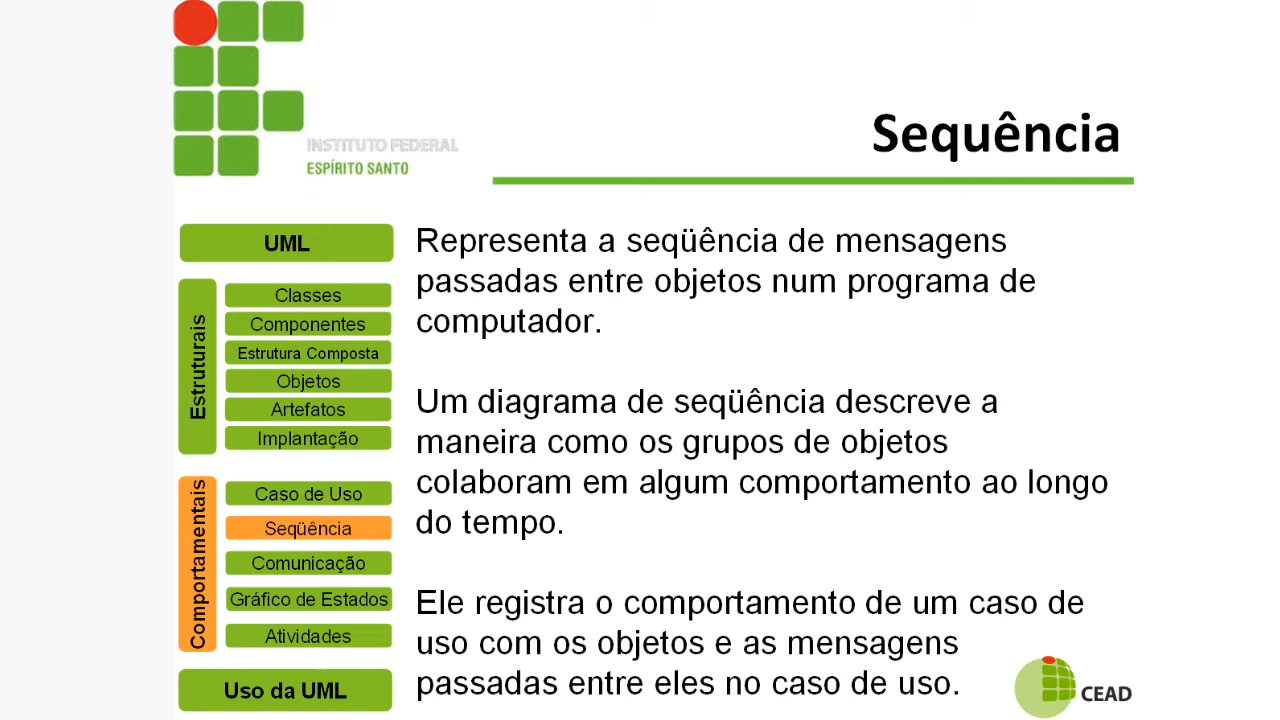 INSTITUTO FEDERAL
ESPÍRITO SANTO
Sequência
UML
Estruturais
Classes
Componentes
Estrutura Composta
Objetos
Artefatos
Implantação
Comportamentais
Caso de Uso
Seqüência
Comunicação
Gráfico de Estados
Atividades
Uso da UML
Representa a seqüência de mensagens
passadas entre objetos num programa de
computador.
Um diagrama de seqüência descreve a
maneira como os grupos de objetos
colaboram em algum comportamento ao longo
do tempo.
Ele registra o comportamento de um caso de
uso com os objetos e as mensagens
passadas entre eles no caso de uso.
CEAD